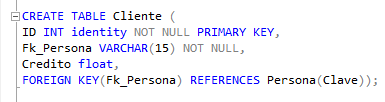 CREATE TABLE Cliente (
ID INT identity NOT NULL PRIMARY KEY,
Fk_Persona VARCHAR(15) NOT NULL,
Credito float,
FOREIGN KEY(Fk_Persona) REFERENCES Persona(Clave));